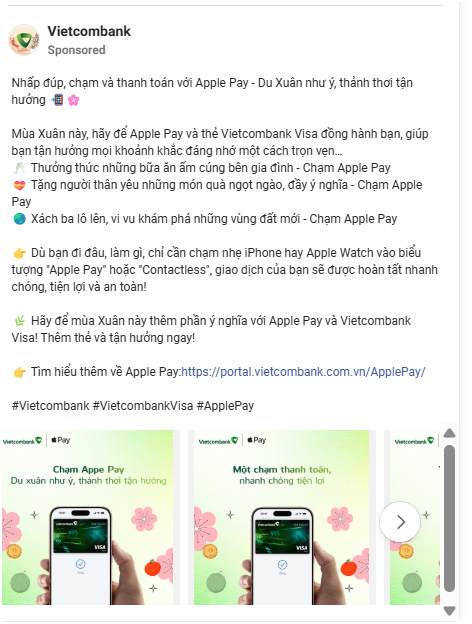 Vietcombank
Sponsored
Nhấp đúp, chạm và thanh toán với Apple Pay - Du Xuân như ý, thảnh thơi tận
hưởng 📲🌸
Mùa Xuân này, hãy để Apple Pay và thẻ Vietcombank Visa đồng hành bạn, giúp
bạn tận hưởng mọi khoảnh khắc đáng nhớ một cách trọn vẹn...
🥂 Thưởng thức những bữa ăn ấm cúng bên gia đình - Chạm Apple Pay
💝 Tặng người thân yêu những món quà ngọt ngào, đầy ý nghĩa - Chạm Apple
Pay
🌏 Xách ba lô lên, vi vu khám phá những vùng đất mới - Chạm Apple Pay
👉 Dù bạn đi đâu, làm gì, chỉ cần chạm nhẹ iPhone hay Apple Watch vào biểu
tượng "Apple Pay" hoặc "Contactless", giao dịch của bạn sẽ được hoàn tất nhanh
chóng, tiện lợi và an toàn!
🌿 Hãy để mùa Xuân này thêm phần ý nghĩa với Apple Pay và Vietcombank
Visa! Thêm thẻ và tận hưởng ngay!
👉 Tìm hiểu thêm về Apple Pay:https://portal.vietcombank.com.vn/ApplePay/
#Vietcombank #VietcombankVisa #ApplePay
Vietcombank Pay
Chạm Appe Pay
Du xuân như ý, thảnh thơi tận hưởng
Vietcombank
VISA
Vietcombank Pay
Một chạm thanh toán,
nhanh chóng tiện lợi
Vietcombank
VISA
Vietcombank